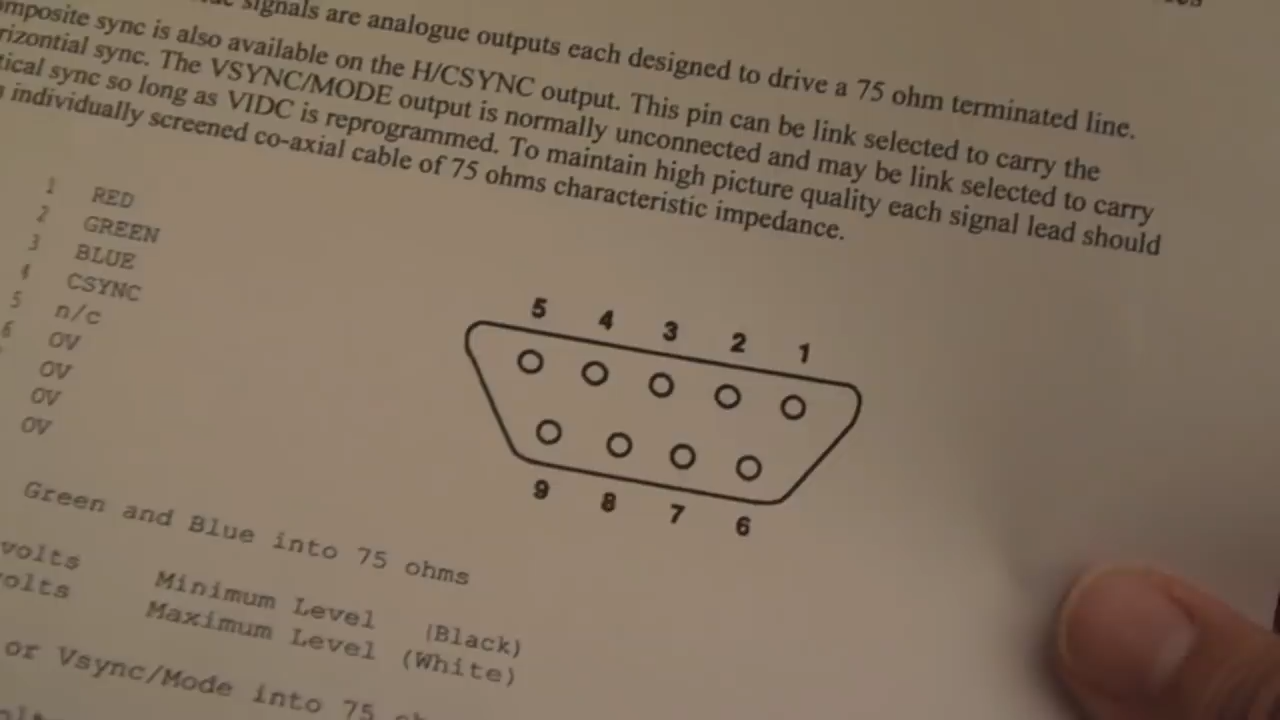 signals are analogue outputs each designed to drive a 75 ohm terminated line.
omposite sync is also available on the H/CSYNC output. This pin can be link selected to carry the
rizontial sync. The VSYNC/MODE output is normally unconnected and may be link selected to carry
tical sync so long as VIDC is reprogrammed. To maintain high picture quality each signal lead should
individually screened co-axial cable of 75 ohms characteristic impedance.
1 RED
2 GREEN
3 BLUE
4 CSYNC
5 n/c
6 0V
0V
0V
0V
5 4 3 2 1
9 8 7 6
Green and Blue into 75 ohms
volts Minimum Level (Black)
volts Maximum Level (White)
or Vsync/Mode into 75